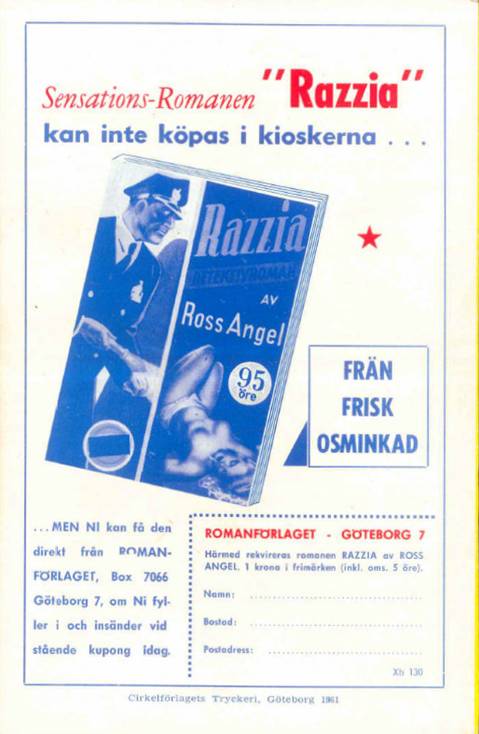 Sensations-Romanen "Razzia"
kan inte köpas i kioskerna . . .
Razzia
DETEKTIVROMAN
AV
Ross Angel
95
öre
FRÄN
FRISK
OSMINKAD
...MEN NI kan få den
direkt från ROMAN-
FÖRLAGET, Box 7066
Göteborg 7, om Ni fyl-
ler i och insänder vid
stående kupong idag.
ROMANFÖRLAGET - GÖTEBORG 7
Härmed rekvireras romanen RAZZIA av ROSS
ANGEL. 1 krona i frimärken (inkl. oms. 5 öre).
Namn:
Bostad:
Postadress:
Xh 130
Cirkelförlagets Tryckeri, Göteborg 1961